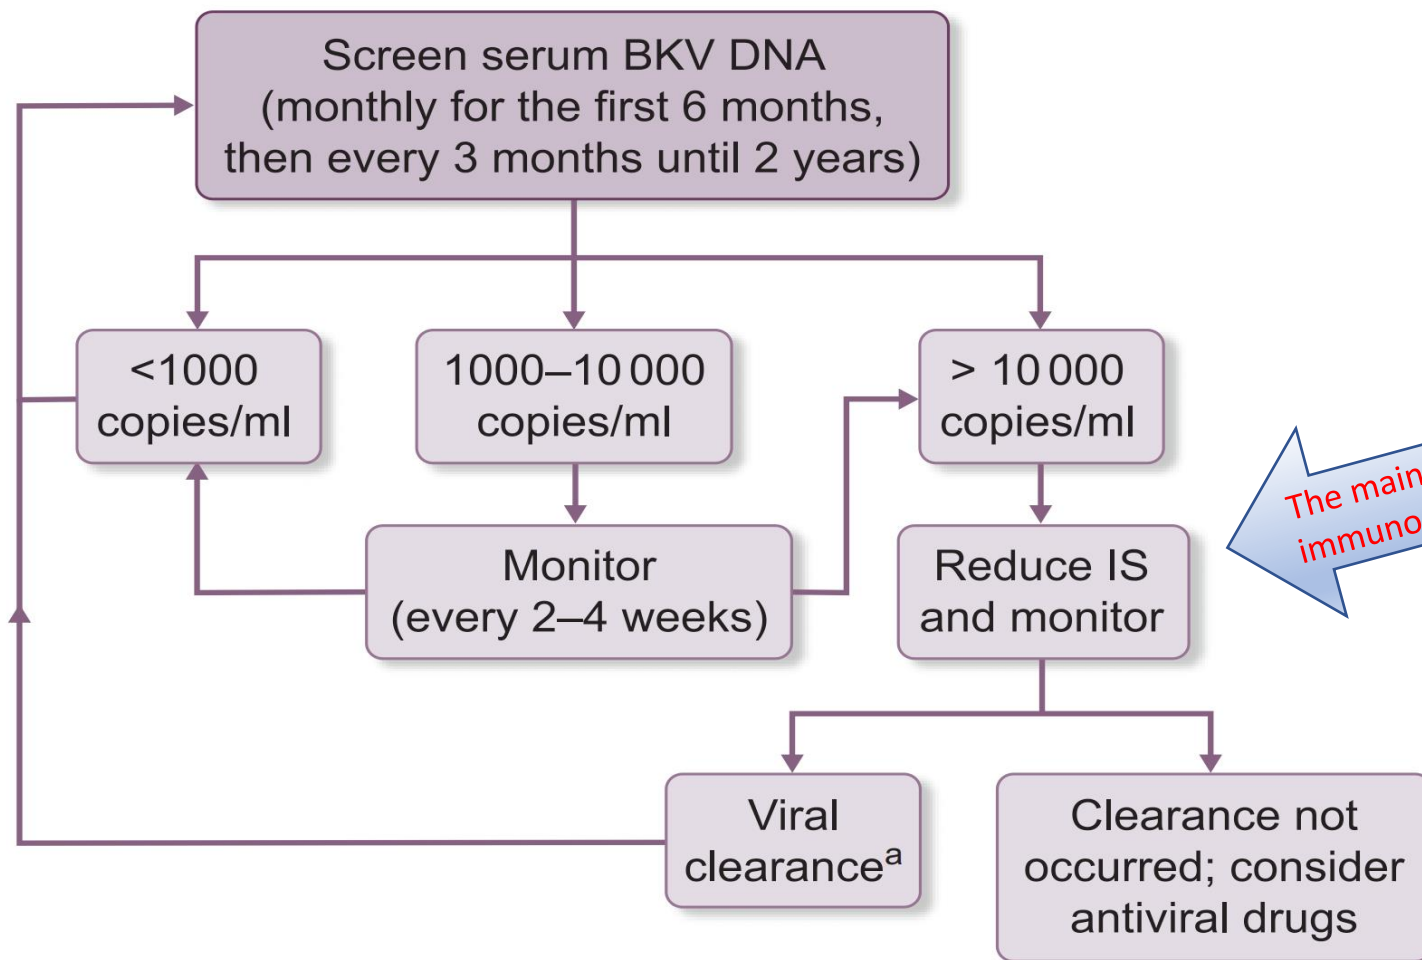 Screen serum BKV DNA
(monthly for the first 6 months,
then every 3 months until 2 years)
<1000
copies/ml
1000–10 000
copies/ml
> 10 000
copies/ml
The main
Monitor
(every 2–4 weeks)
Reduce IS
and monitor
Viral
clearanceᵃ
Clearance not
occurred; consider
antiviral drugs